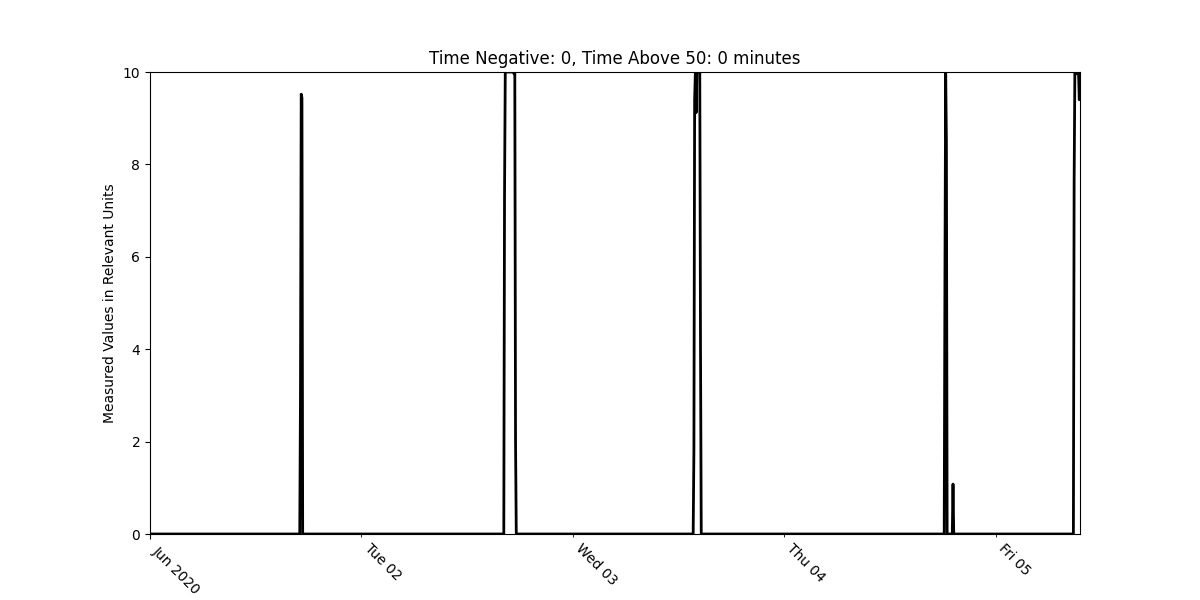 Time Negative: 0, Time Above 50: 0 minutes
Measured Values in Relevant Units
10
8
6
4
2
0
Jun 2020
Tue 02
Wed 03
Thu 04
Fri 05